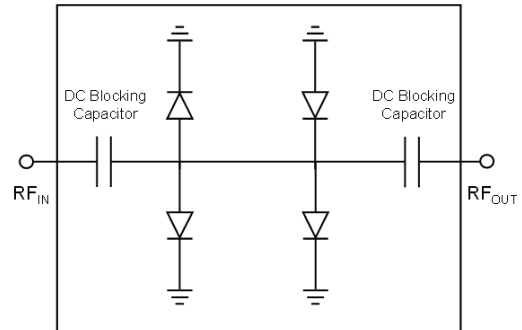 DC Blocking
Capacitor
DC Blocking
Capacitor
RFIN
RFOUT